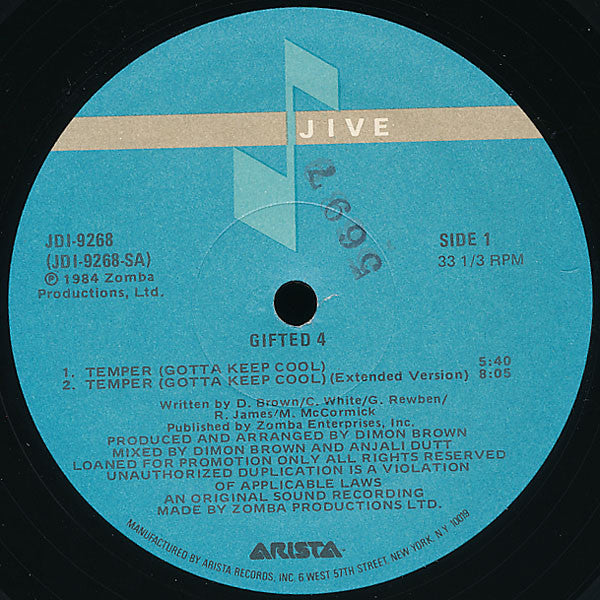 JIVE
2695
JDI-9268
(JDI-9268-SA)
℗ 1984 Zomba
Productions, Ltd.
SIDE 1
33 1/3 RPM
GIFTED 4
1. TEMPER (GOTTA KEEP COOL) 5:40
2. TEMPER (GOTTA KEEP COOL) (Extended Version) 8:05
Written by D. Brown/C. White/G. Rewben/
R. James/M. McCormick
Published by Zomba Enterprises, Inc.
PRODUCED AND ARRANGED BY DIMON BROWN
MIXED BY DIMON BROWN AND ANJALI DUTT
LOANED FOR PROMOTION ONLY ALL RIGHTS RESERVED
UNAUTHORIZED DUPLICATION IS A VIOLATION
OF APPLICABLE LAWS
AN ORIGINAL SOUND RECORDING
MADE BY ZOMBA PRODUCTIONS LTD.
ARISTA
MANUFACTURED BY ARISTA RECORDS, INC. 6 WEST 57TH STREET, NEW YORK, N.Y. 10019